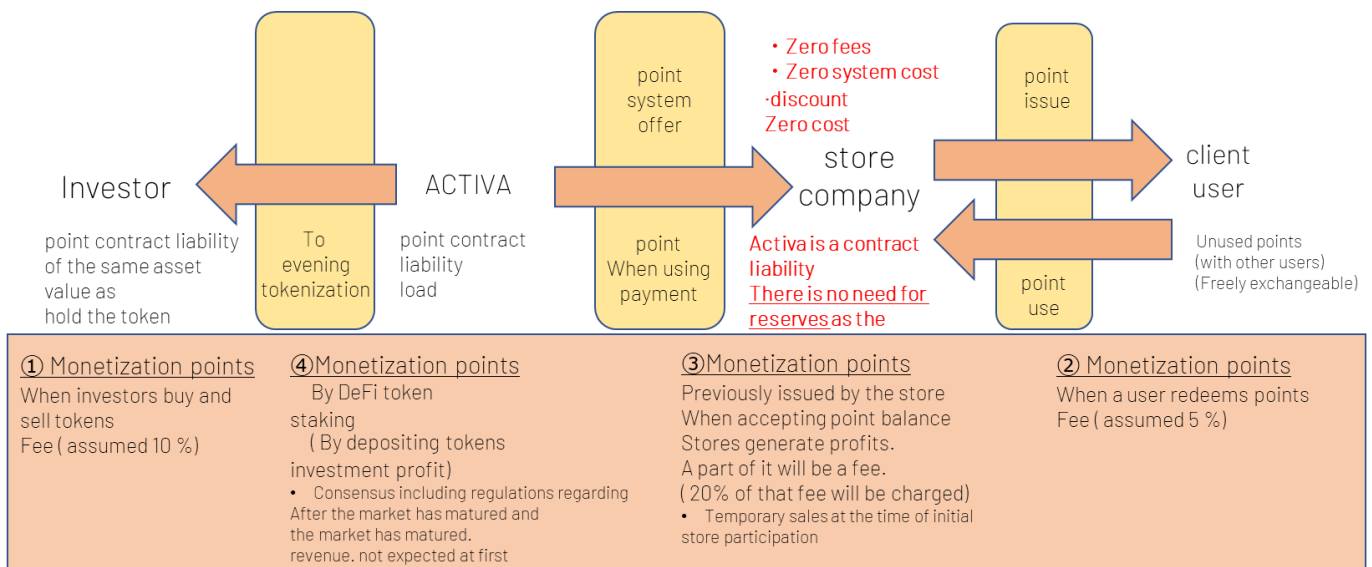 ・Zero fees
・Zero system cost
·discount
Zero cost
point
system
offer
point
issue
Investor
ACTIVA
store
company
client
user
point contract liability
of the same asset
value as
hold the token
To
evening
tokenization
point contract
liability
load
point
When using
payment
Activa is a contract
liability
There is no need for
reserves as the
point
use
Unused points
(with other users)
(Freely exchangeable)
① Monetization points
When investors buy and
sell tokens
Fee ( assumed 10 %)
④Monetization points
By DeFi token
staking
( By depositing tokens
investment profit)
• Consensus including regulations regarding
After the market has matured and
the market has matured.
revenue. not expected at first
③Monetization points
Previously issued by the store
When accepting point balance
Stores generate profits.
A part of it will be a fee.
( 20% of that fee will be charged)
• Temporary sales at the time of initial
store participation
② Monetization points
When a user redeems points
Fee ( assumed 5 %)